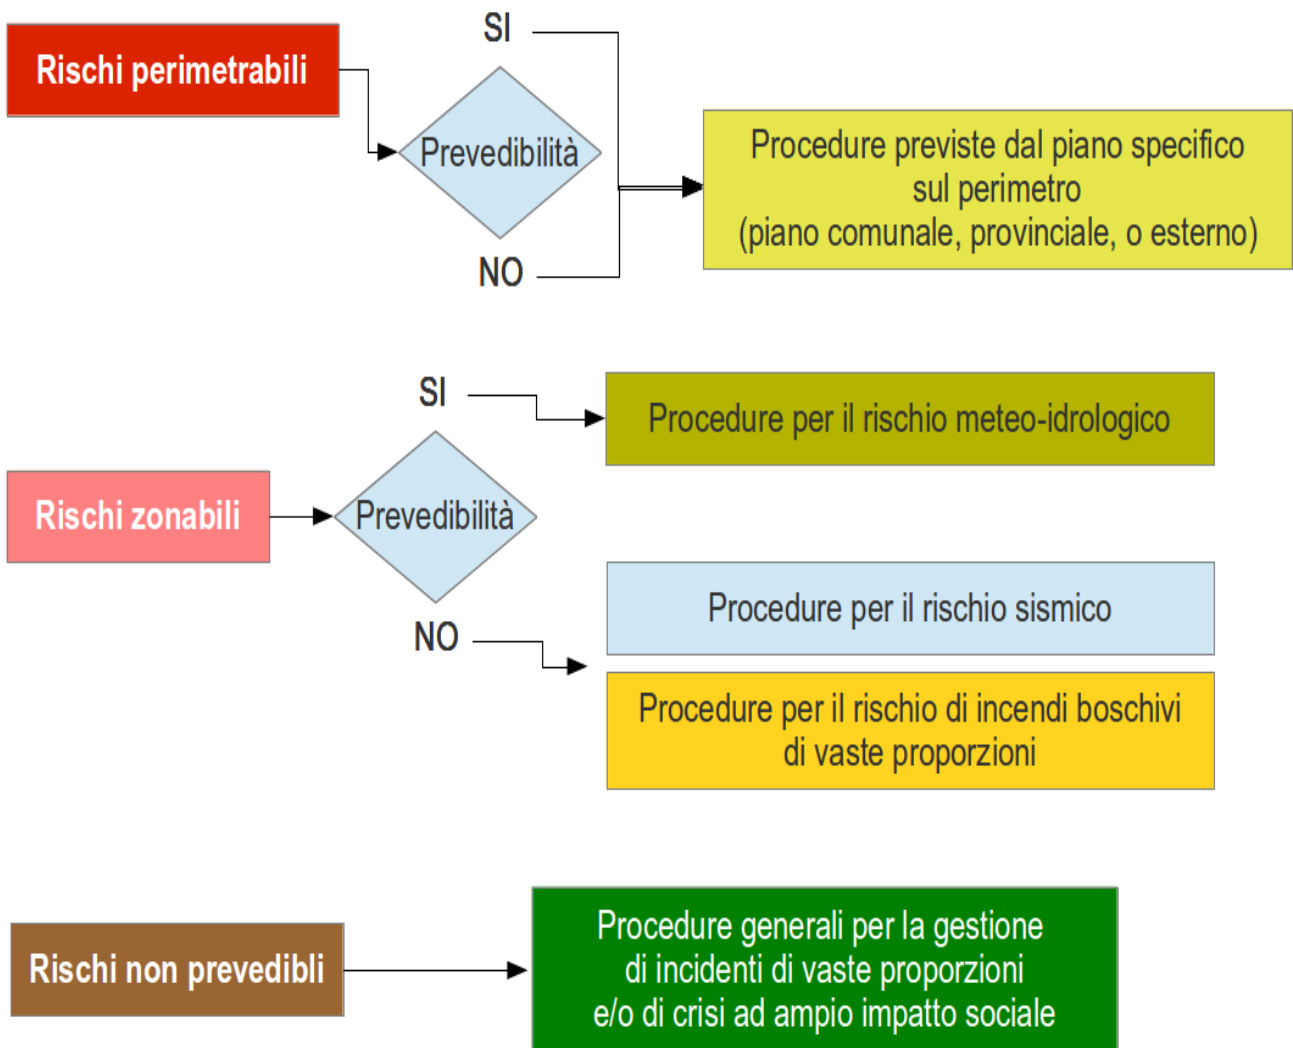 SI
Rischi perimetrabili
Prevedibilità
Procedure previste dal piano specifico
sul perimetro
(piano comunale, provinciale, o esterno)
NO
SI
Procedure per il rischio meteo-idrologico
Rischi zonabili
Prevedibilità
Procedure per il rischio sismico
NO
Procedure per il rischio di incendi boschivi
di vaste proporzioni
Rischi non prevedibli
Procedure generali per la gestione
di incidenti di vaste proporzioni
e/o di crisi ad ampio impatto sociale